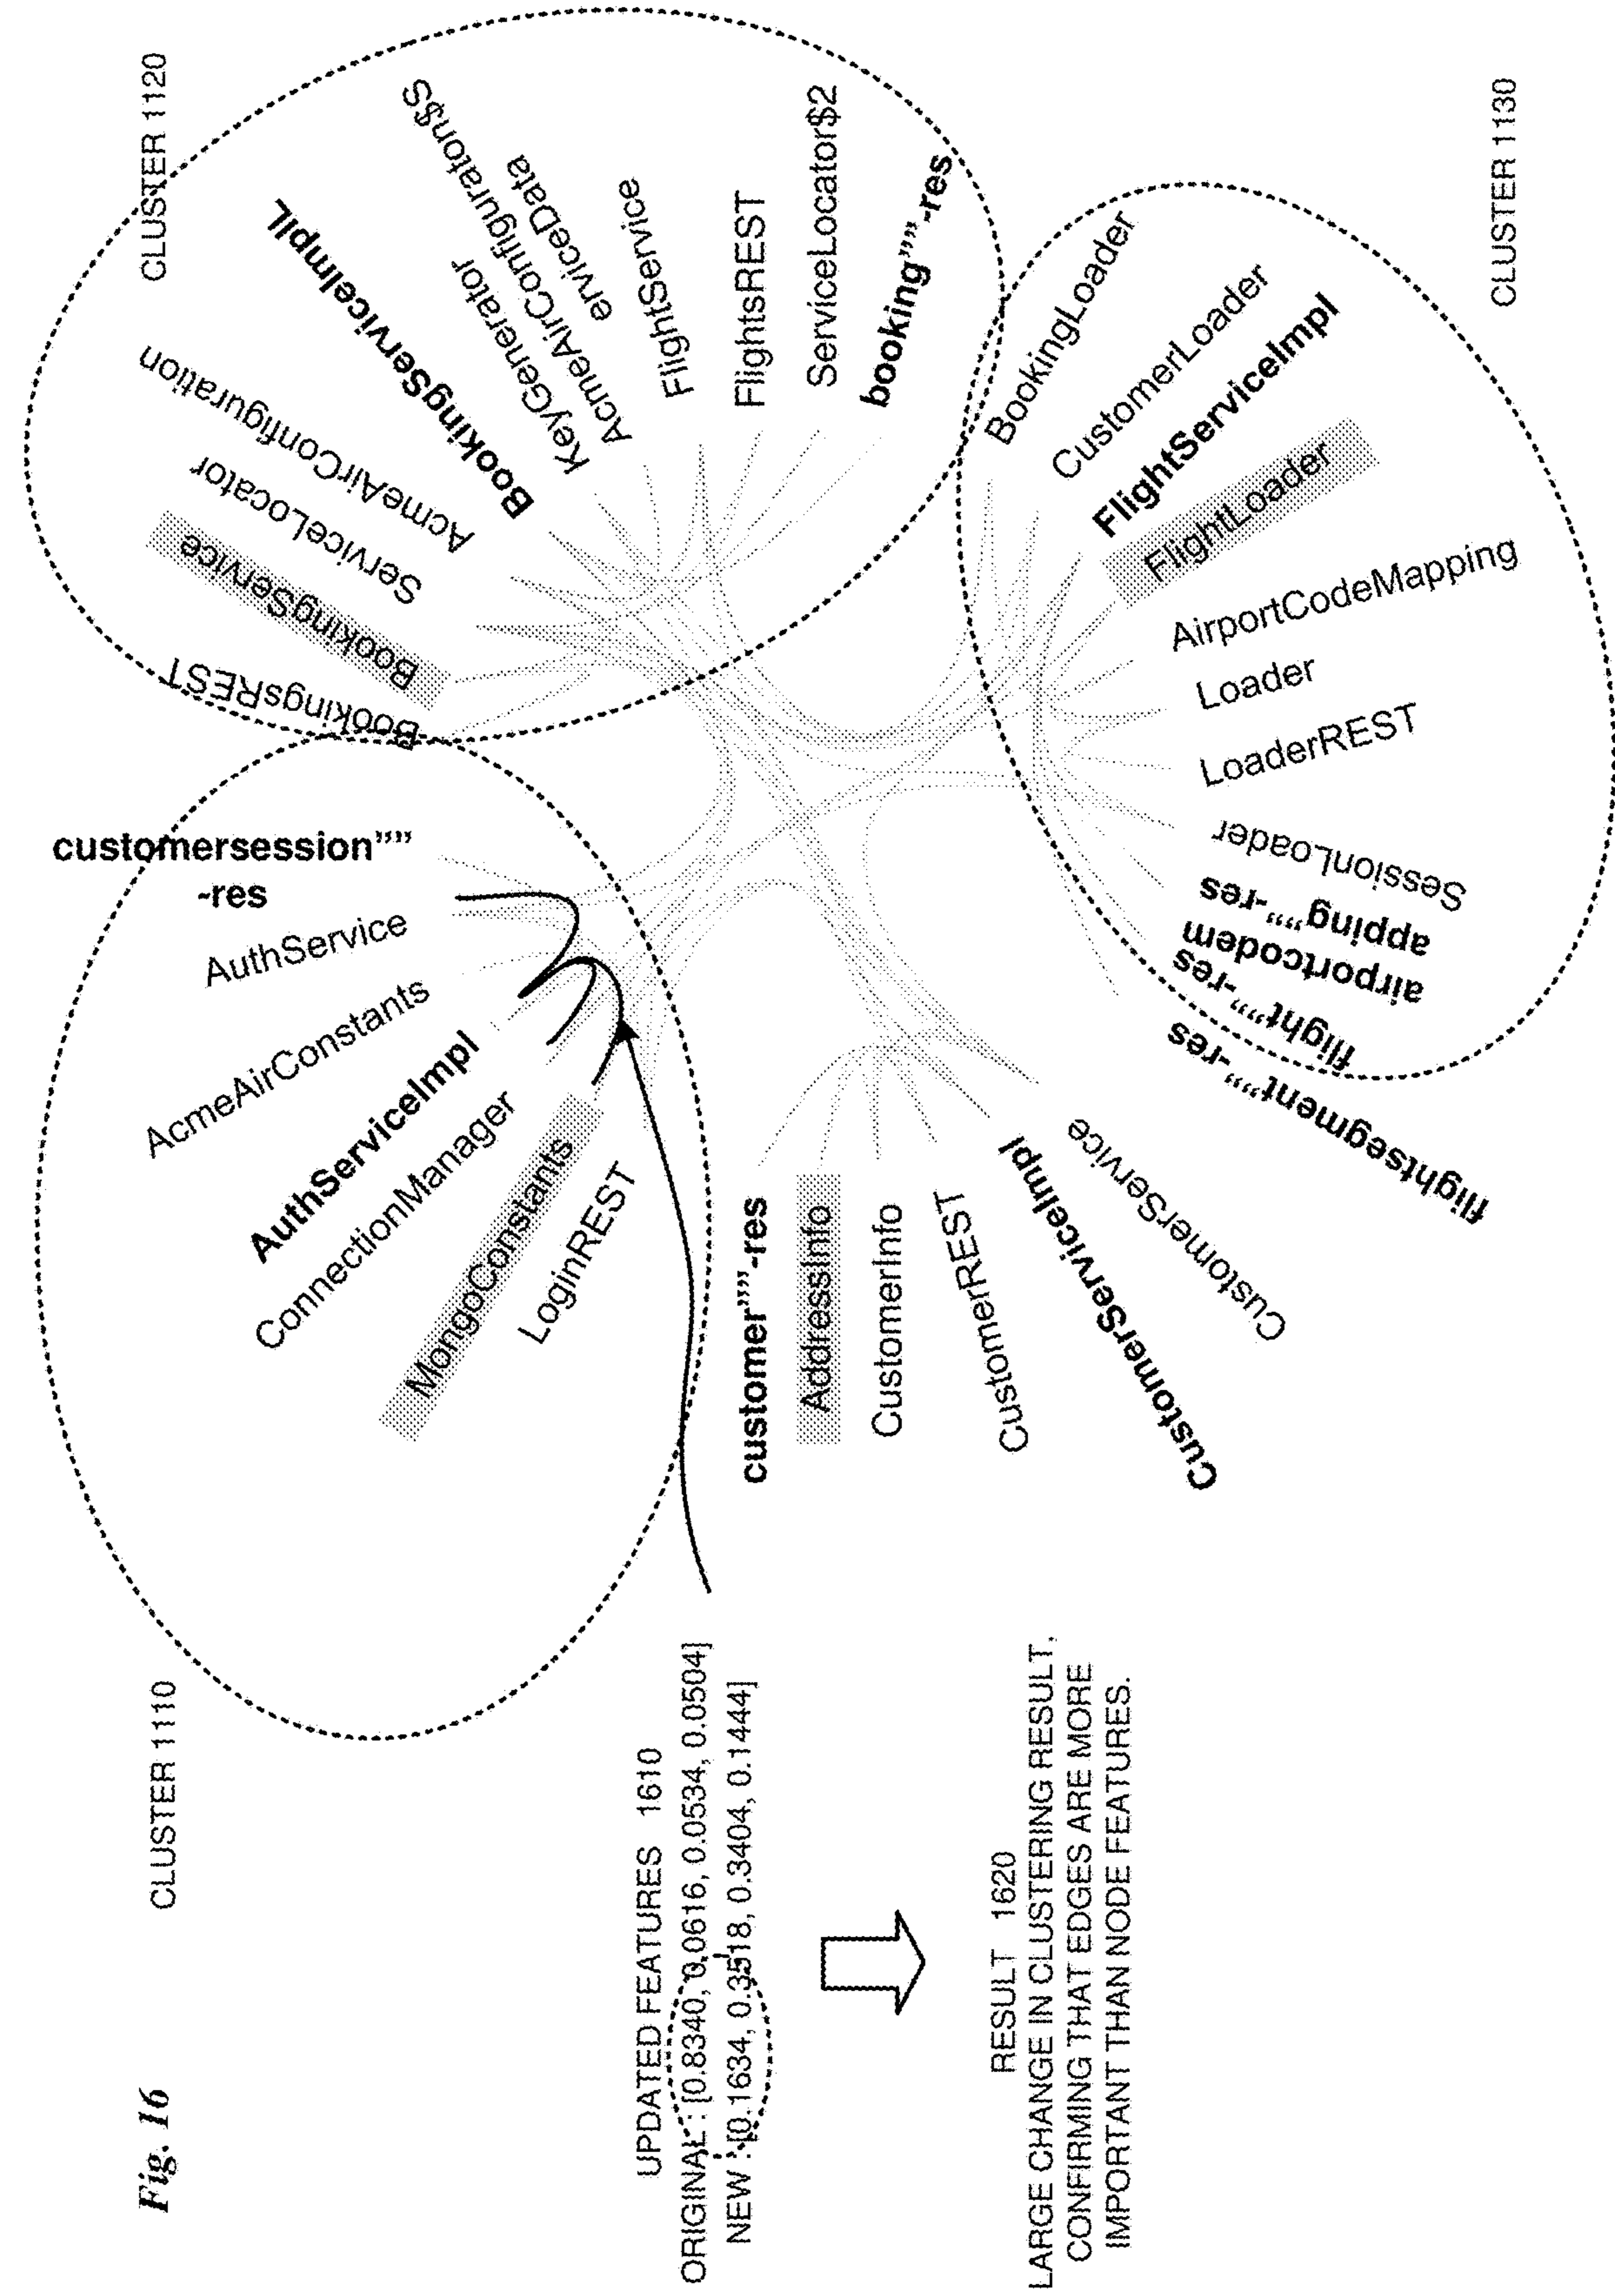 Fig. 16
CLUSTER 1110
CLUSTER 1120
UPDATED FEATURES 1610
ORIGINAL : [0.8340, 0.0616, 0.0534, 0.0504]
NEW : [0.1634, 0.3518, 0.3404, 0.1444]
RESULT 1620
LARGE CHANGE IN CLUSTERING RESULT,
CONFIRMING THAT EDGES ARE MORE
IMPORTANT THAN NODE FEATURES.
customersession””
-res
AuthService
AcmeAirConstants
AuthServiceImpl
ConnectionManager
MongoConstants
LoginREST
BookingsREST
BookingService
ServiceLocator
AcmeAirConfiguration
BookingServiceImplL
KeyGenerator
AcmeAirConfiguraton$S
erviceData
FlightService
FlightsREST
ServiceLocator$2
booking””-res
BookingLoader
CustomerLoader
FlightServiceImpl
FlightLoader
AirportCodeMapping
Loader
LoaderREST
SessionLoader
airportcodem
apping””-res
flight””-res
flightsegment””-res
CustomerService
CustomerServiceImpl
CustomerREST
CustomerInfo
AddressInfo
customer””-res
CLUSTER 1130